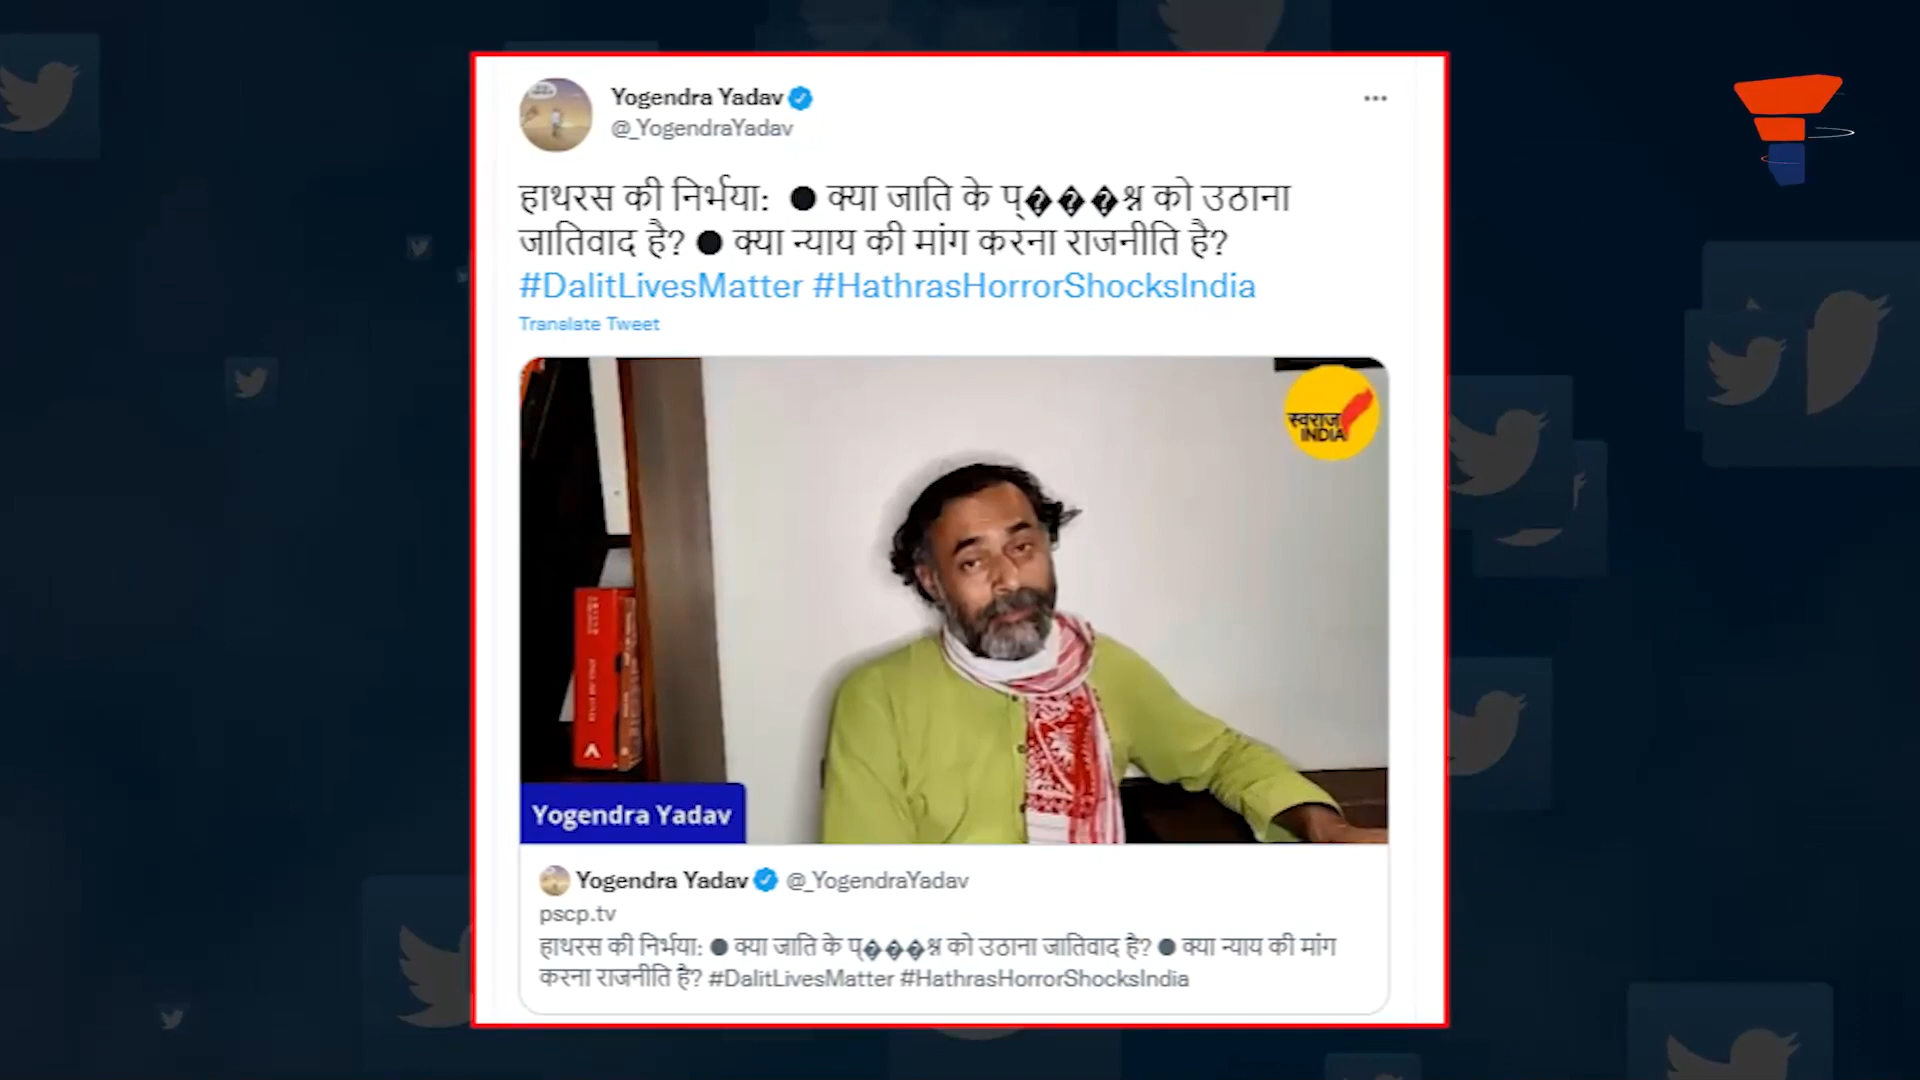 Yogendra Yadav
@_YogendraYadav
हाथरस की निर्भया: ● क्या जाति के प्���श्न को उठाना
जातिवाद है? ● क्या न्याय की मांग करना राजनीति है?
#DalitLivesMatter #HathrasHorrorShocksIndia
Translate Tweet
स्वराज
INDIA
Yogendra Yadav
Yogendra Yadav @_YogendraYadav
pscp.tv
हाथरस की निर्भया: ● क्या जाति के प्���श्न को उठाना जातिवाद है? ● क्या न्याय की मांग
करना राजनीति है? #DalitLivesMatter #HathrasHorrorShocksIndia